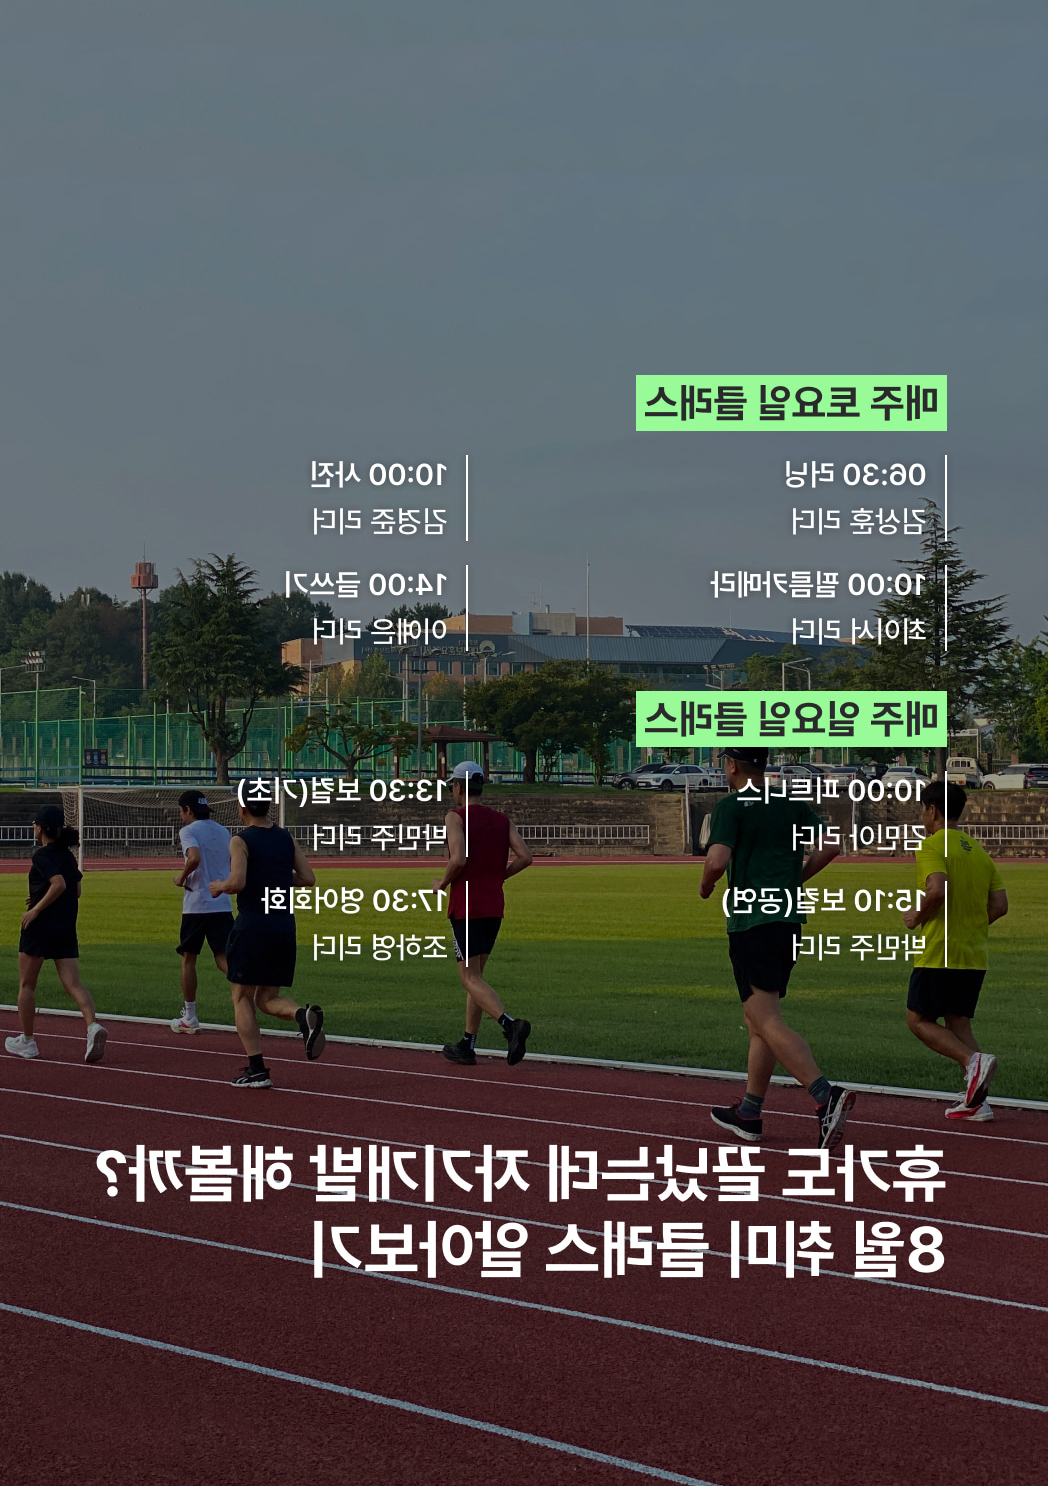 매주 토요일 클래스
06:30 러닝
김상훈 리더
10:00 사진
김경준 리더
10:00 필름카메라
최이서 리더
14:00 글쓰기
이예은 리더
매주 일요일 클래스
10:00 피트니스
김민아 리더
13:30 보컬(기초)
박민주 리더
15:10 보컬(공연)
박민주 리더
17:30 영어회화
조하영 리더
휴가도 끝났는데 자기개발 해볼까?
8월 취미 클래스 알아보기